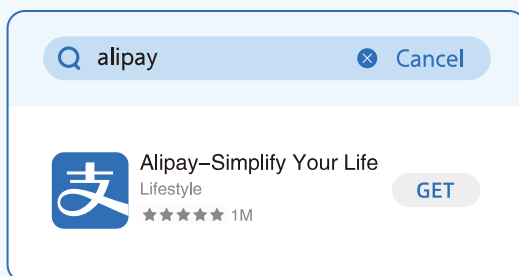 alipay Cancel
支 Alipay–Simplify Your Life
Lifestyle
GET
1M